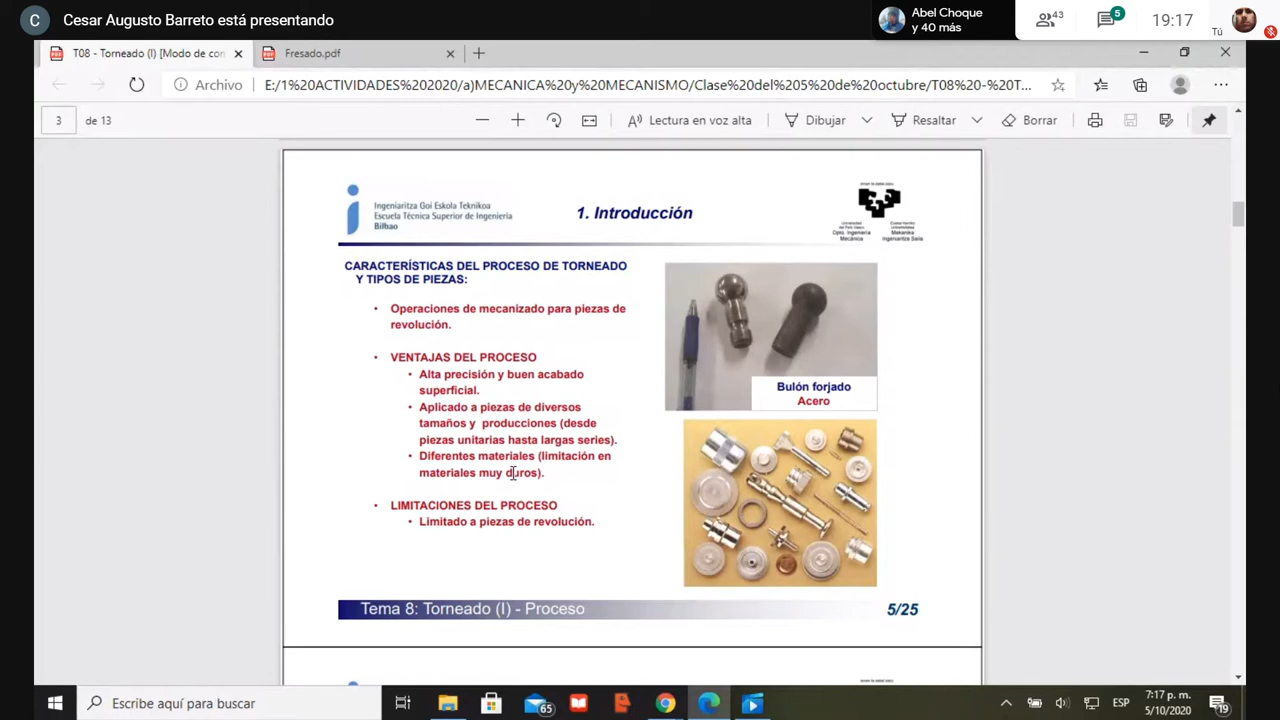 C Cesar Augusto Barreto está presentando
Abel Choque
y 40 más
43
5
19:17
Tú
T08 - Torneado (I) [Modo de con
Fresado.pdf
Archivo
E:/1%20ACTIVIDADES%202020/a)MECANICA%20y%20MECANISMO/Clase%20del%205%20de%20octubre/T08%20-%20T...
3 de 13
Lectura en voz alta
Dibujar
Resaltar
Borrar
Ingeniaritza Goi Eskola Teknikoa
Escuela Técnica Superior de Ingeniería
Bilbao
1. Introducción
CARACTERÍSTICAS DEL PROCESO DE TORNEADO
Y TIPOS DE PIEZAS:
• Operaciones de mecanizado para piezas de
revolución.
• VENTAJAS DEL PROCESO
• Alta precisión y buen acabado
superficial.
• Aplicado a piezas de diversos
tamaños y producciones (desde
piezas unitarias hasta largas series).
• Diferentes materiales (limitación en
materiales muy duros).
• LIMITACIONES DEL PROCESO
• Limitado a piezas de revolución.
Bulón forjado
Acero
Tema 8: Torneado (I) - Proceso
5/25
Escribe aquí para buscar
65
ESP
7:17 p. m.
5/10/2020
19